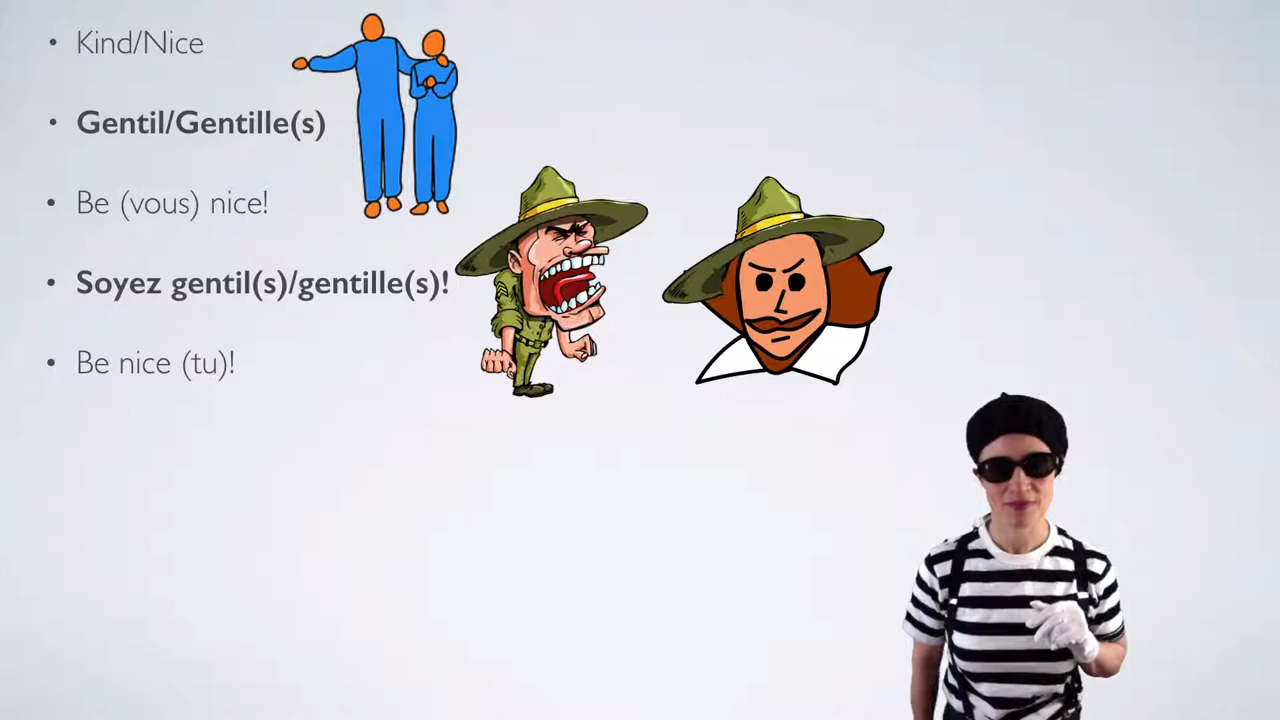 • Kind/Nice
• Gentil/Gentille(s)
• Be (vous) nice!
• Soyez gentil(s)/gentille(s)!
• Be nice (tu)!